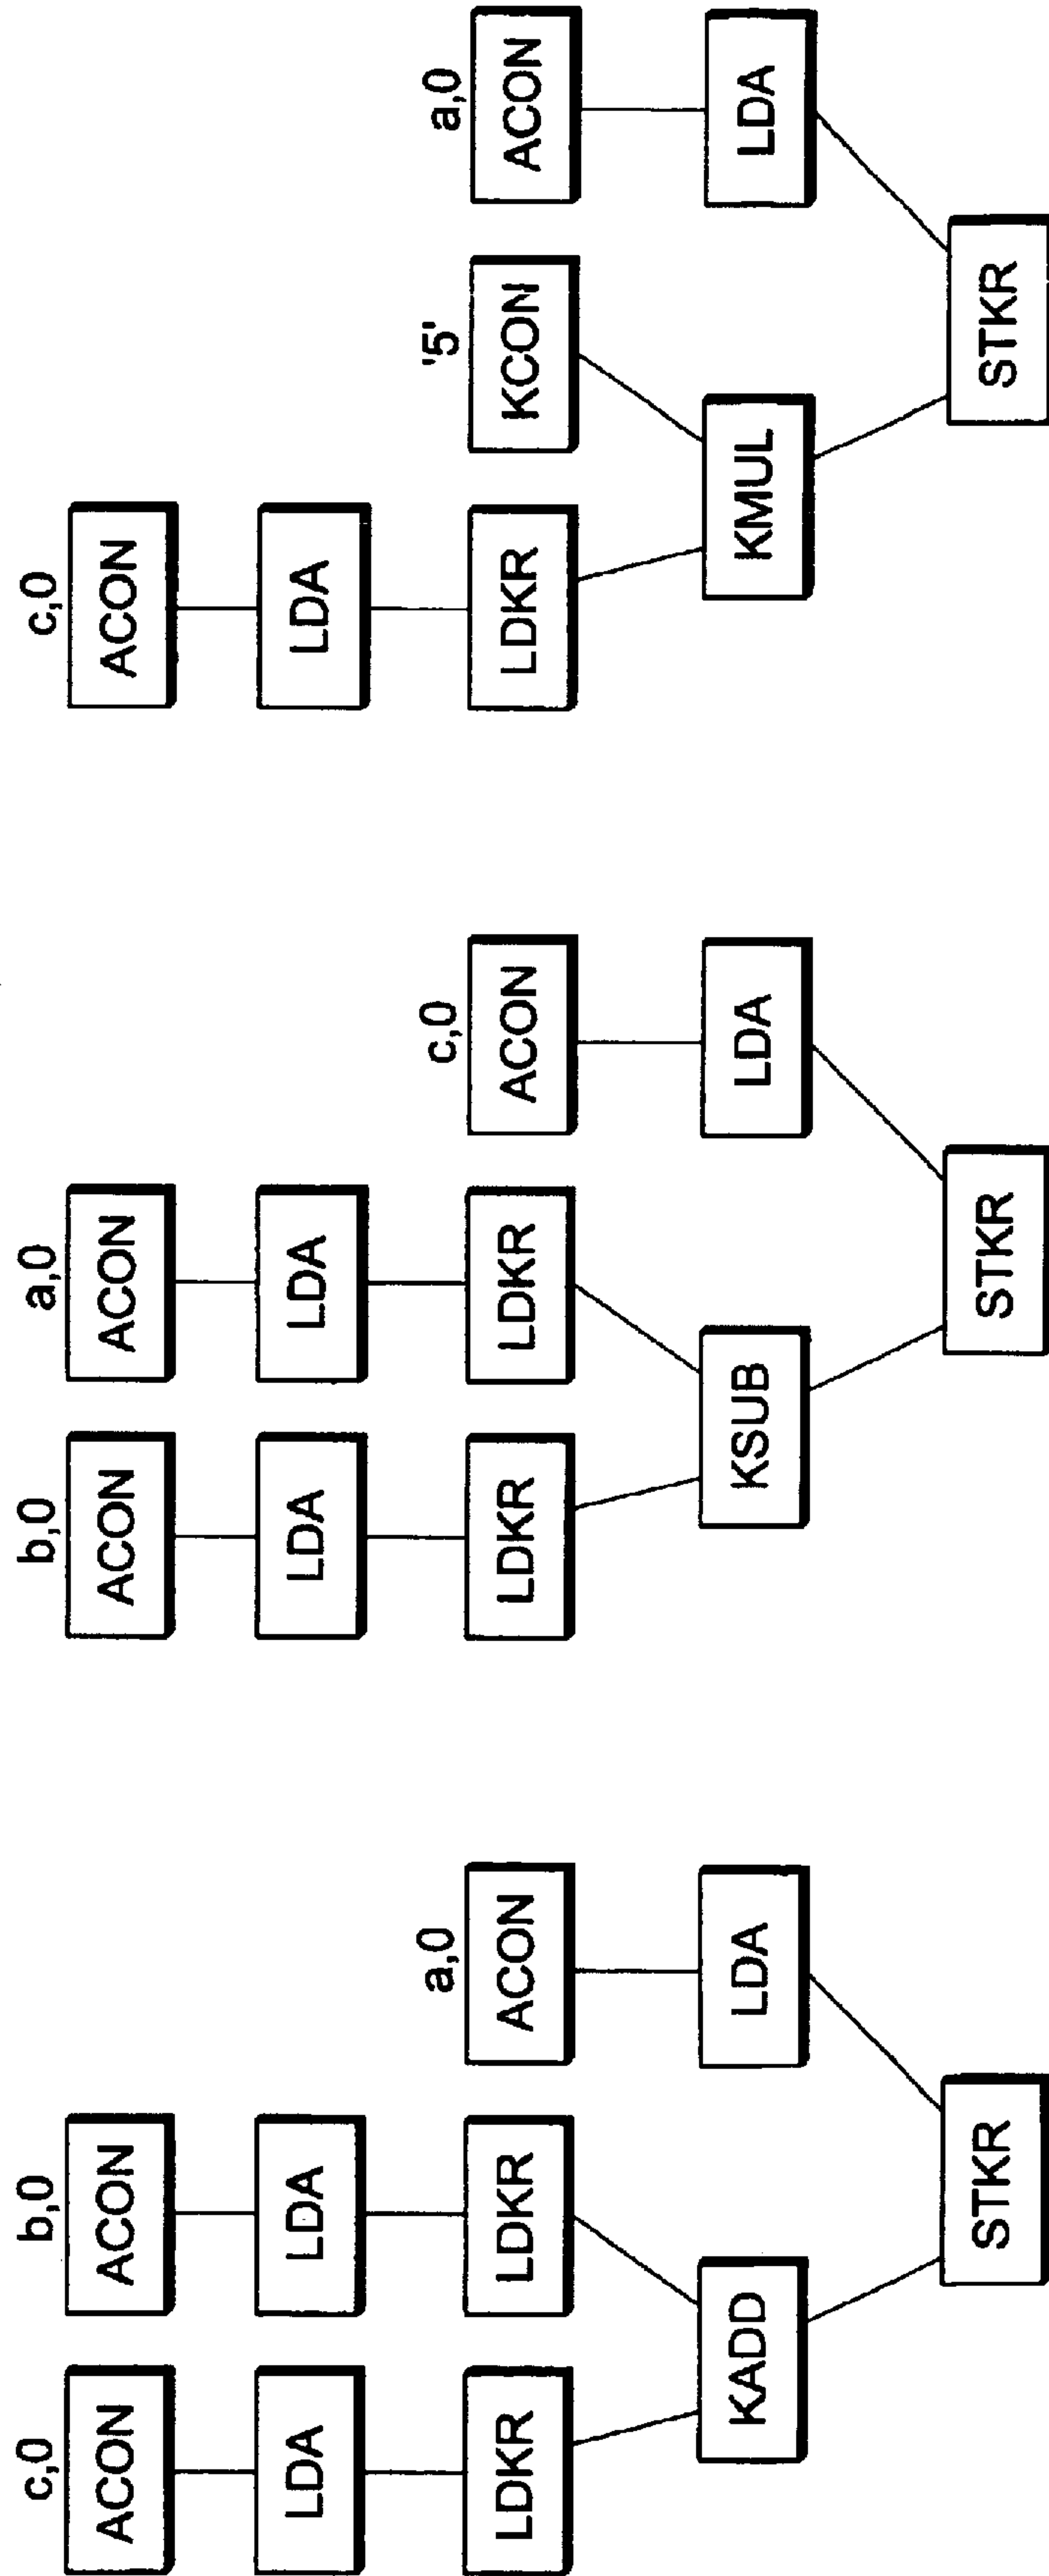 c,0
b,0
ACON
ACON
LDA
LDA
a,0
LDKR
LDKR
ACON
KADD
LDA
STKR
b,0
a,0
ACON
ACON
LDA
LDA
c,0
LDKR
LDKR
ACON
KSUB
LDA
STKR
c,0
ACON
LDA
'5'
a,0
LDKR
KCON
ACON
KMUL
LDA
STKR